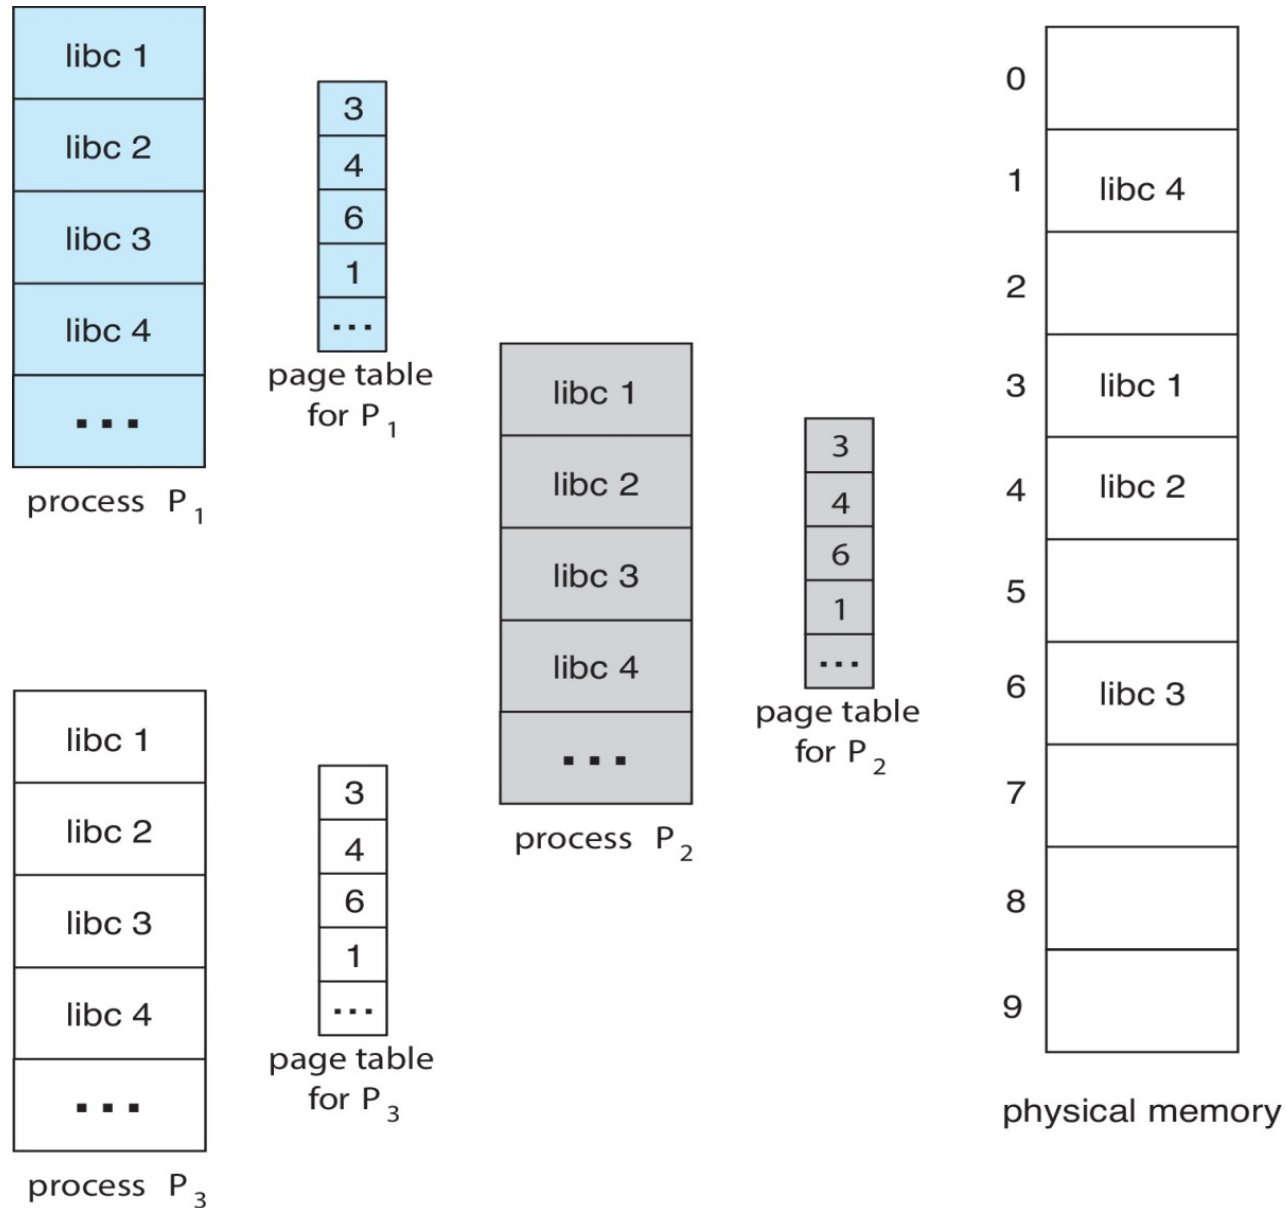 libc 1
libc 2
libc 3
libc 4
...
process P1
3
4
6
1
...
page table
for P1
libc 1
libc 2
libc 3
libc 4
...
process P2
3
4
6
1
...
page table
for P2
libc 1
libc 2
libc 3
libc 4
...
process P3
3
4
6
1
...
page table
for P3
0
1 libc 4
2
3 libc 1
4 libc 2
5
6 libc 3
7
8
9
physical memory